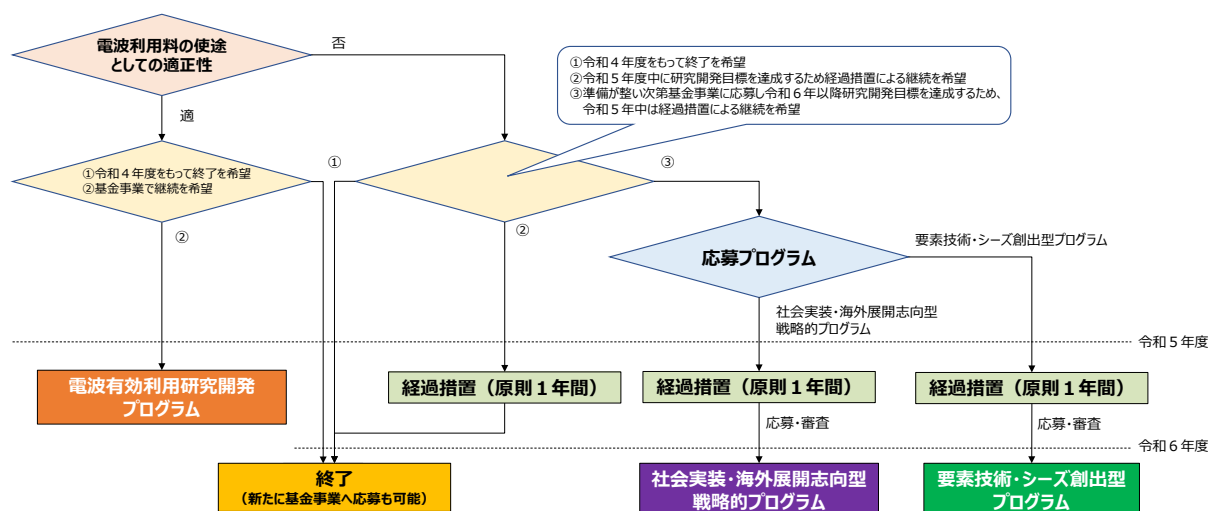 電波利用料の使途
としての適正性
否
①令和４年度をもって終了を希望
②令和５年度中に研究開発目標を達成するため経過措置による継続を希望
③準備が整い次第基金事業に応募し令和６年以降研究開発目標を達成するため、
令和５年中は経過措置による継続を希望
適
①令和４年度をもって終了を希望
②基金事業で継続を希望
①
③
②
②
応募プログラム
要素技術・シーズ創出型プログラム
社会実装・海外展開志向型
戦略的プログラム
令和５年度
電波有効利用研究開発
プログラム
経過措置（原則１年間）
経過措置（原則１年間）
経過措置（原則１年間）
応募・審査
応募・審査
令和６年度
終了
（新たに基金事業へ応募も可能）
社会実装・海外展開志向型
戦略的プログラム
要素技術・シーズ創出型
プログラム